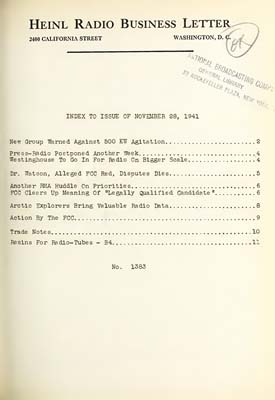 HEINL RADIO BUSINESS LETTER
2400 CALIFORNIA STREET WASHINGTON, D. C.
NATIONAL BROADCASTING COMPANY
GENERAL LIBRARY
30 ROCKEFELLER PLAZA, NEW YORK
INDEX TO ISSUE OF NOVEMBER 28, 1941
New Group Warned Against 500 KW Agitation.......................2
Press-Radio Postponed Another Week..............................4
Westinghouse To Go In For Radio On Bigger Scale.................4
Dr. Watson, Alleged FCC Red, Disputes Dies......................5
Another RMA Huddle On Priorities................................6
FCC Clears Up Meaning Of "Legally Qualified Candidate"..........6
Arctic Explorers Bring Valuable Radio Data......................8
Action By The FCC...............................................9
Trade Notes....................................................10
Resins For Radio-Tubes - B4....................................11
No. 1383